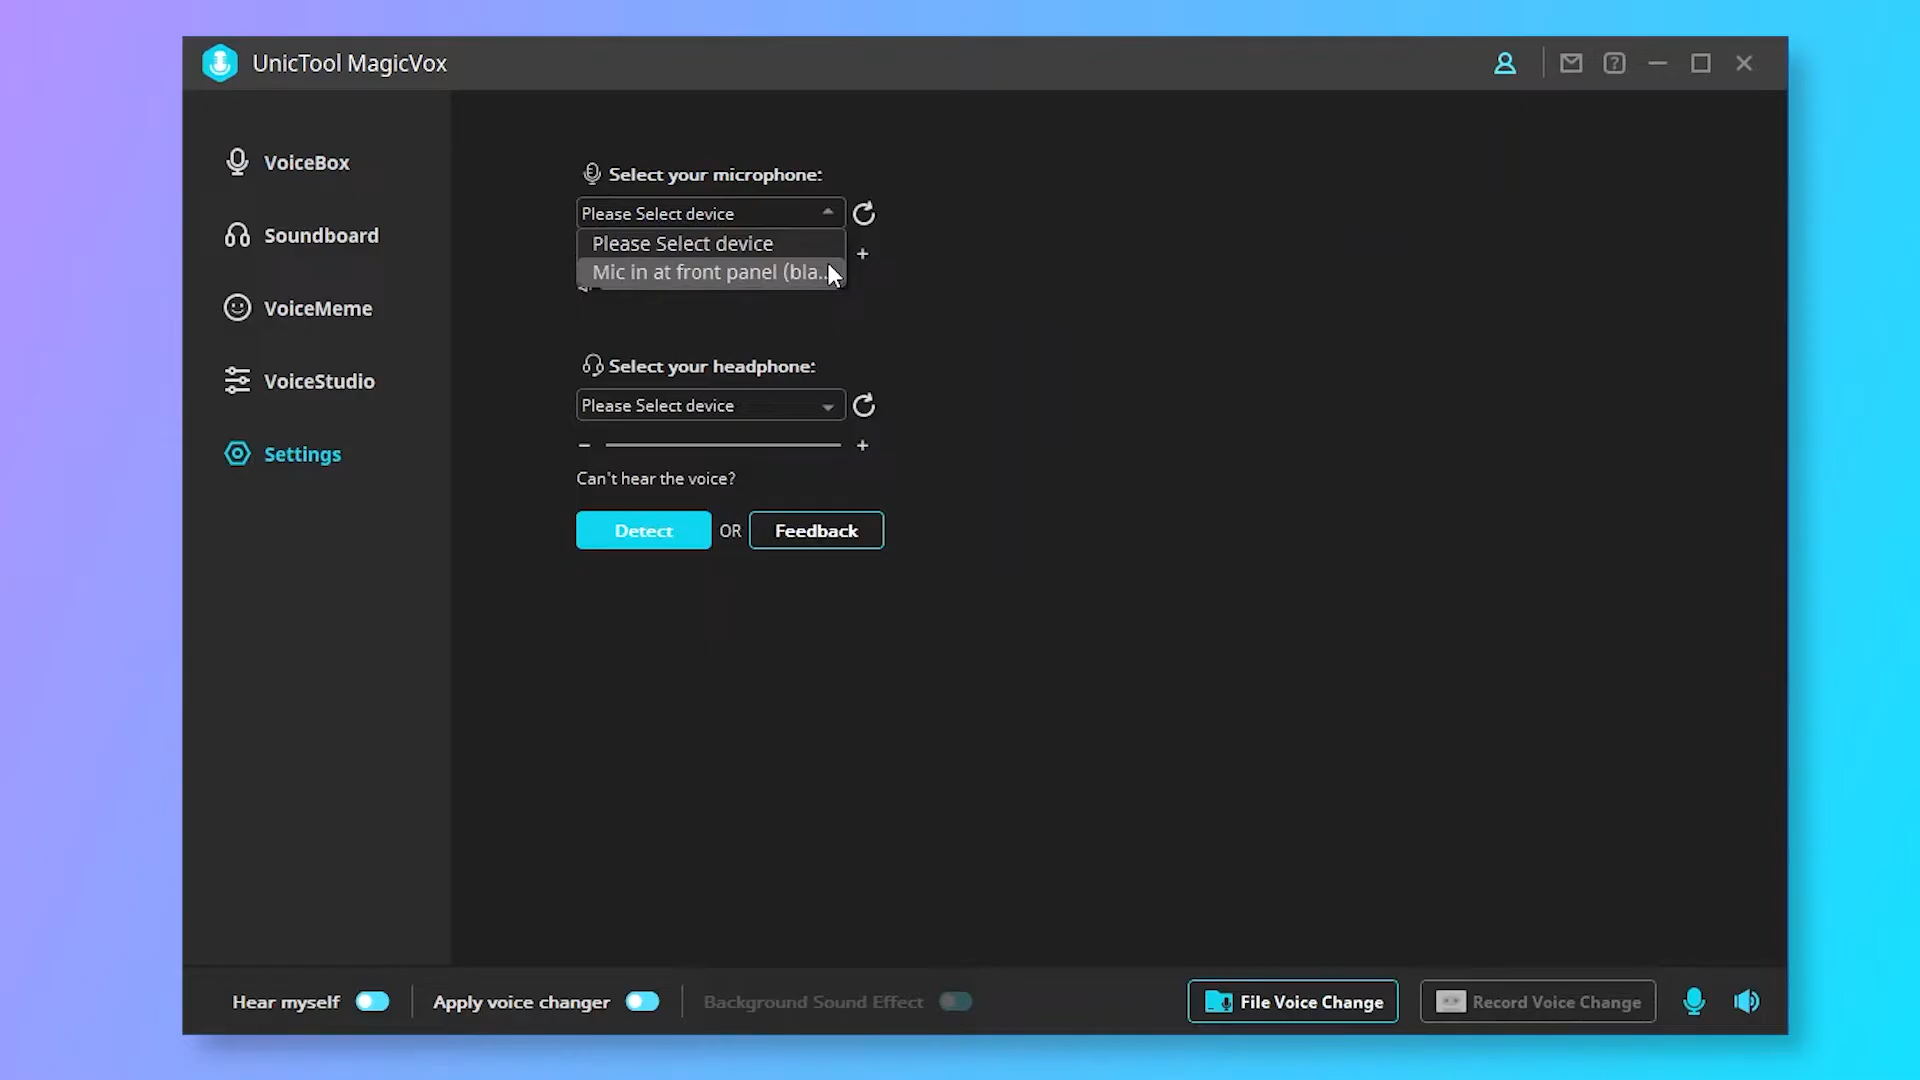 UnicTool MagicVox
VoiceBox
Soundboard
VoiceMeme
VoiceStudio
Settings
Select your microphone:
Please Select device
Please Select device
Mic in at front panel (bla...
+
Select your headphone:
Please Select device
− +
Can't hear the voice?
Detect OR Feedback
Hear myself
Apply voice changer
Background Sound Effect
File Voice Change
Record Voice Change